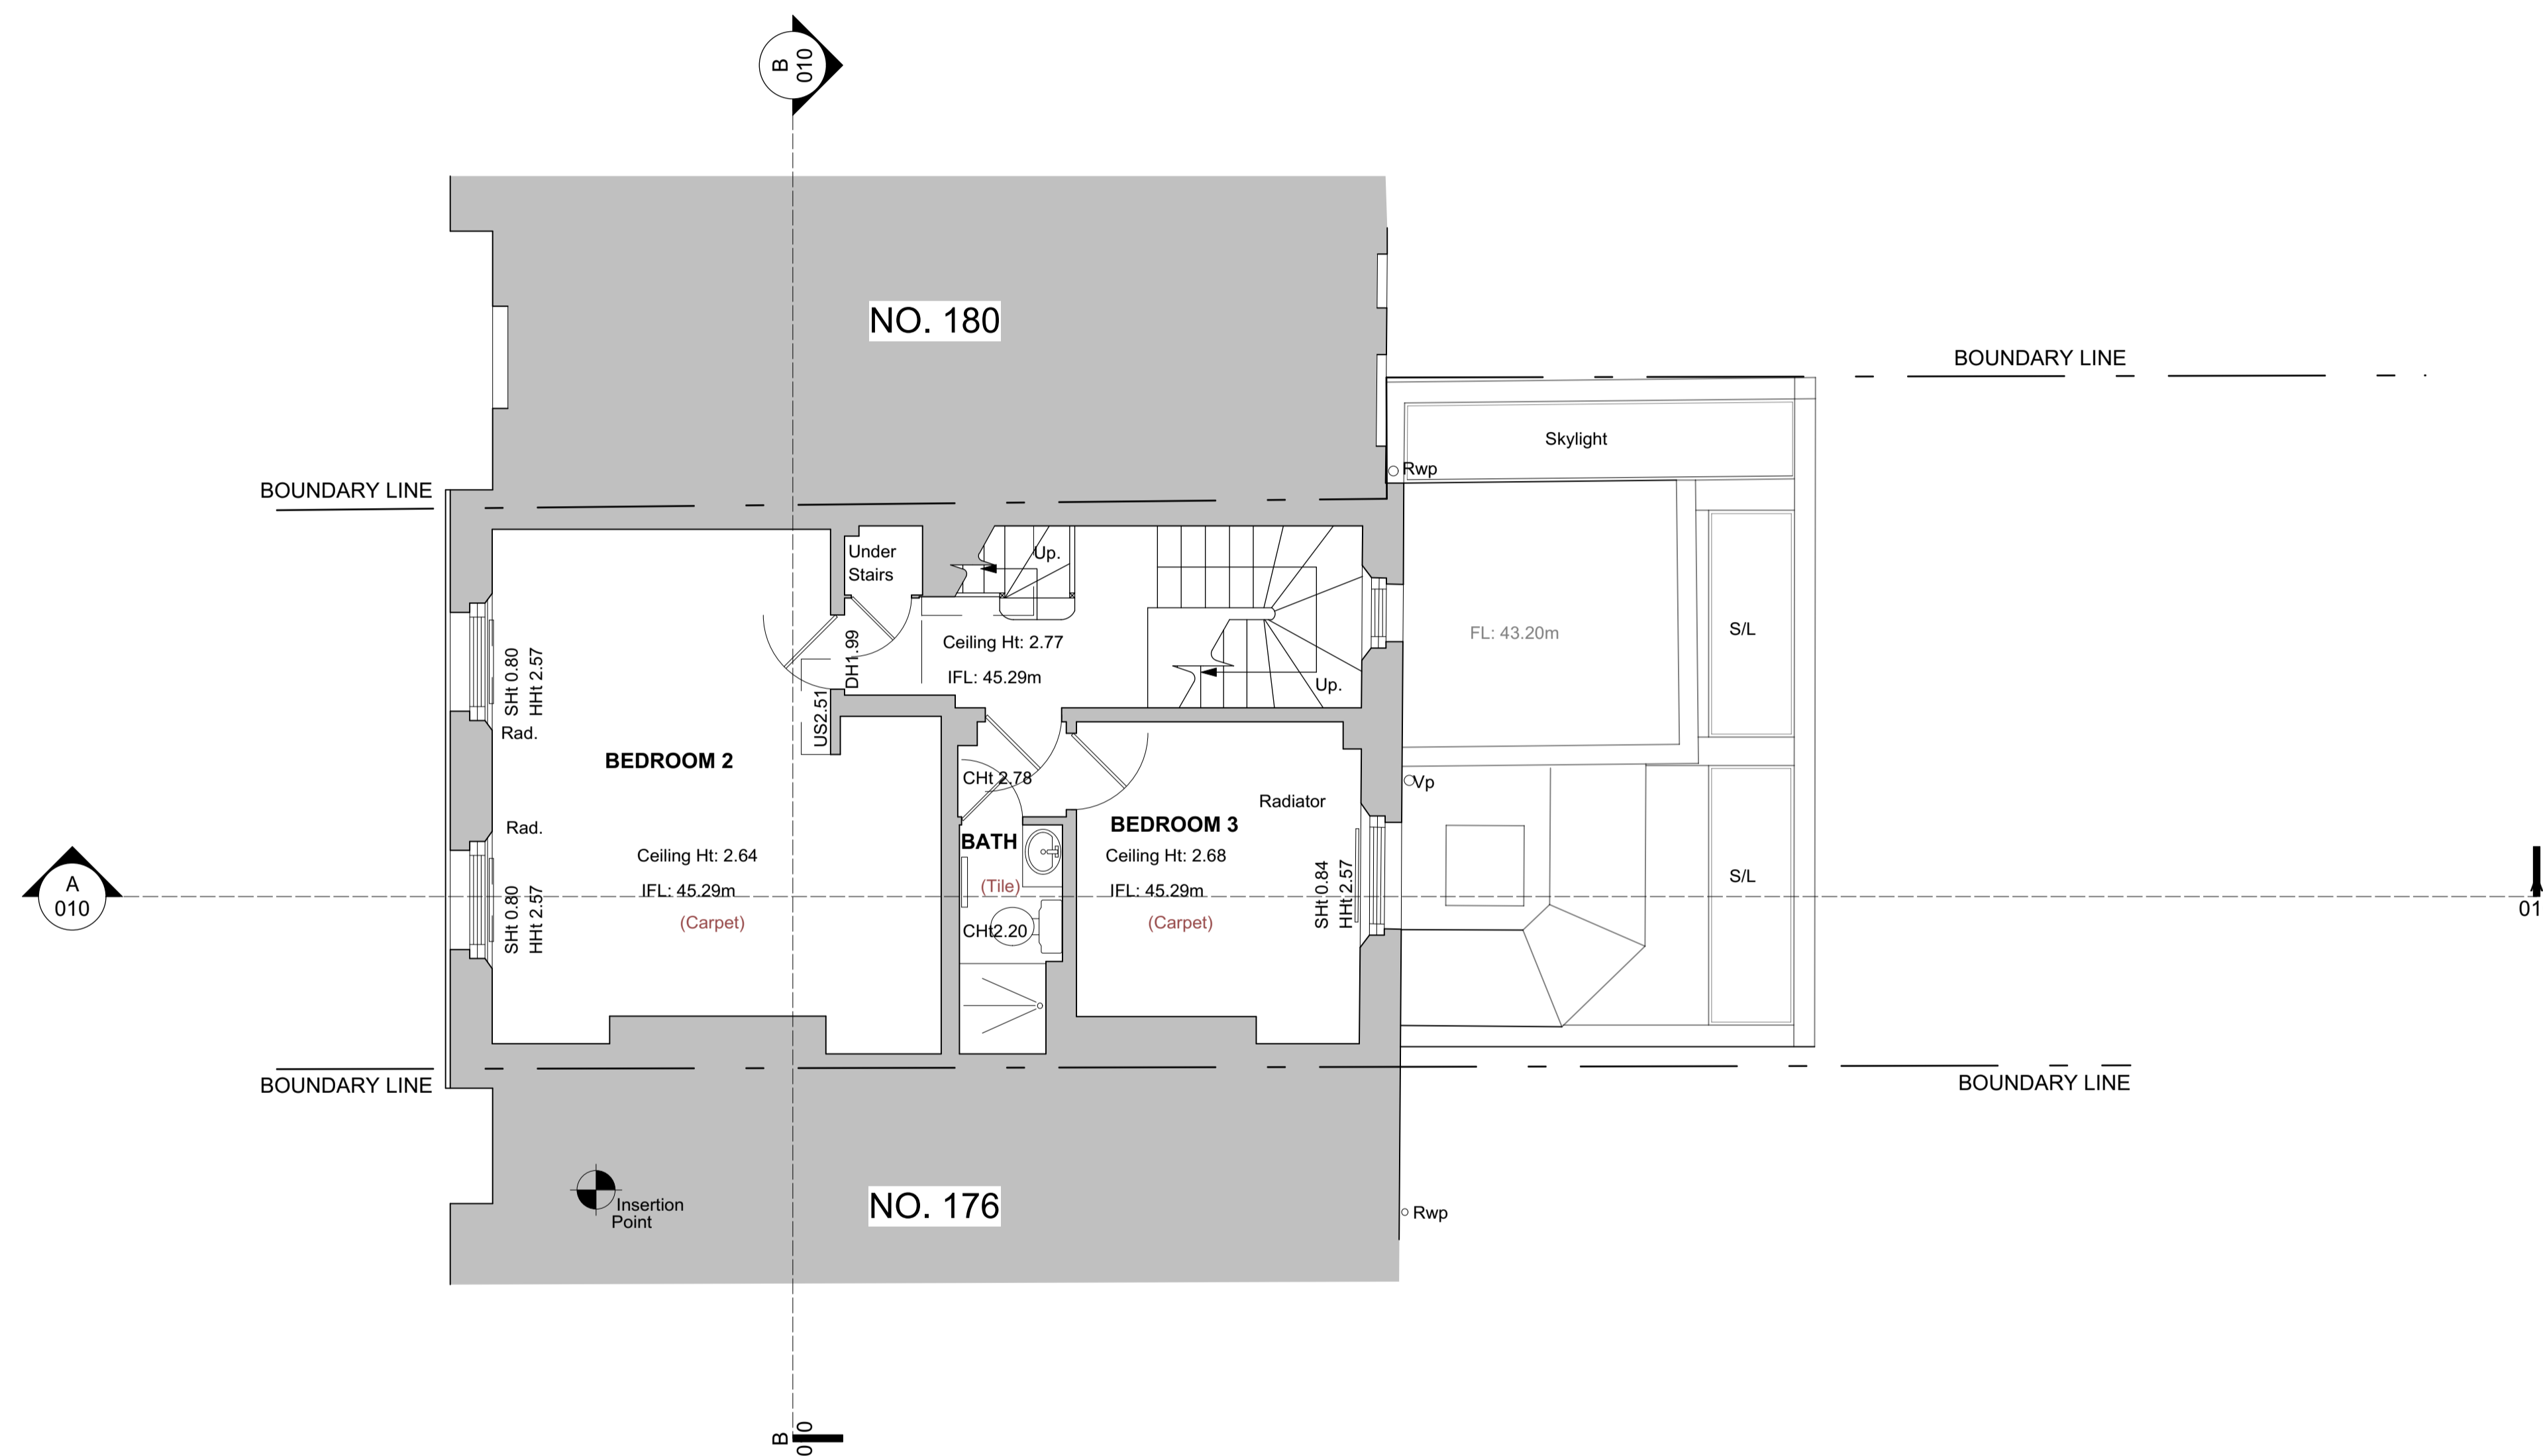 B
010
NO. 180
BOUNDARY LINE
Skylight
Rwp
BOUNDARY LINE
Under
Stairs
Up.
DH1.99
Ceiling Ht: 2.77
IFL: 45.29m
Up.
FL: 43.20m
S/L
SHt 0.80
HHt 2.57
Rad.
US2.51
BEDROOM 2
CHt 2.78
Radiator
Vp
Rad.
BATH
BEDROOM 3
Ceiling Ht: 2.64
Ceiling Ht: 2.68
IFL: 45.29m
(Tile)
IFL: 45.29m
(Carpet)
(Carpet)
SHt 0.80
HHt 2.57
CHt2.20
SHt 0.84
HHt 2.57
S/L
A
010
A
01
BOUNDARY LINE
BOUNDARY LINE
Insertion
Point
NO. 176
Rwp
B